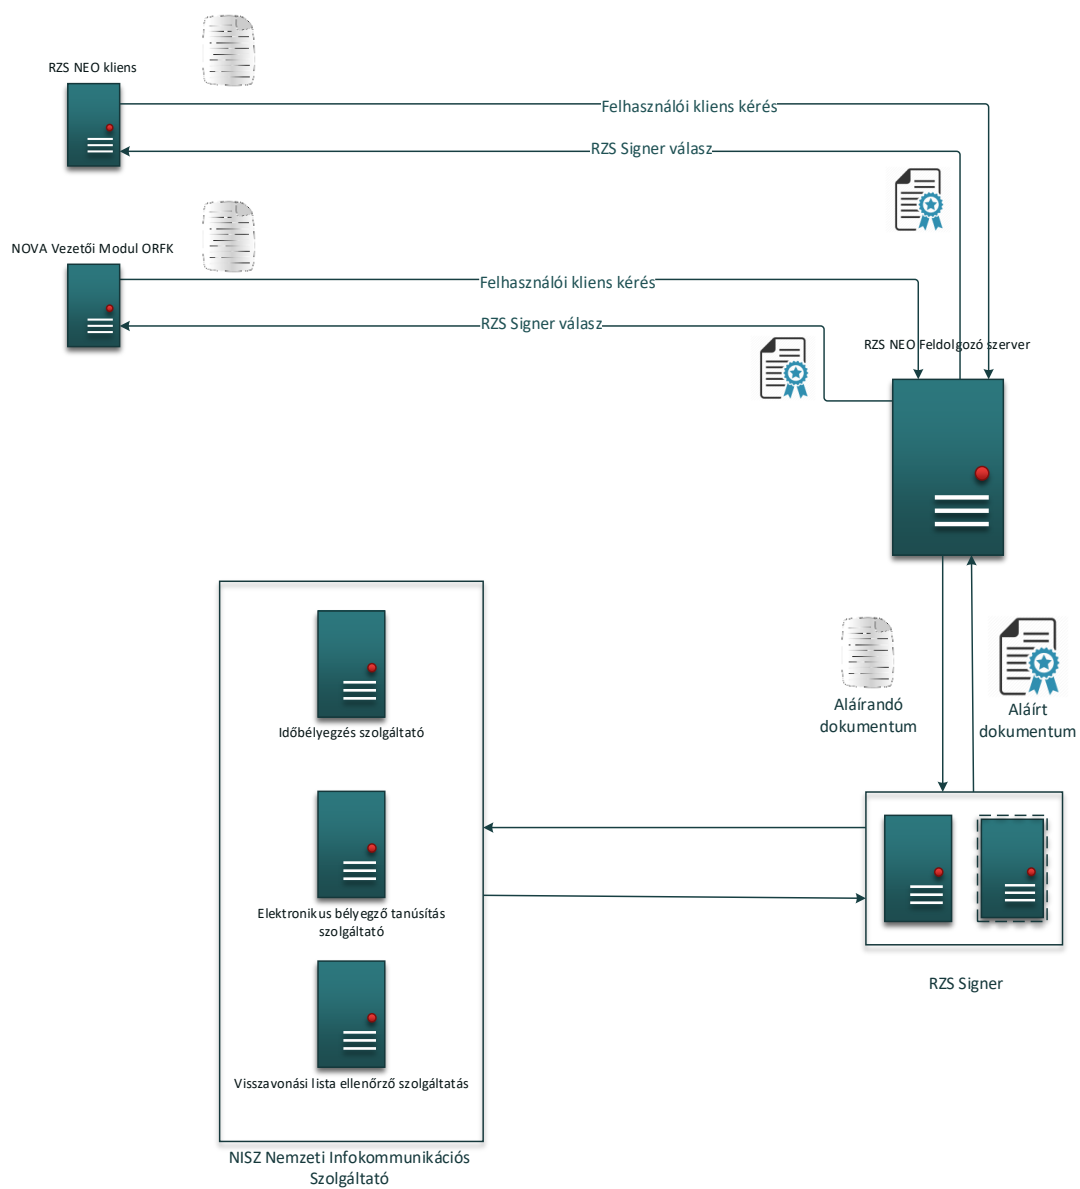 RZS NEO kliens
Felhasználói kliens kérés
RZS Signer válasz
NOVA Vezetői Modul ORFK
Felhasználói kliens kérés
RZS Signer válasz
RZS NEO Feldolgozó szerver
Aláírandó
dokumentum
Aláírt
dokumentum
Időbélyegzés szolgáltató
Elektronikus bélyegző tanúsítás
szolgáltató
RZS Signer
Visszavonási lista ellenőrző szolgáltatás
NISZ Nemzeti Infokommunikációs
Szolgáltató